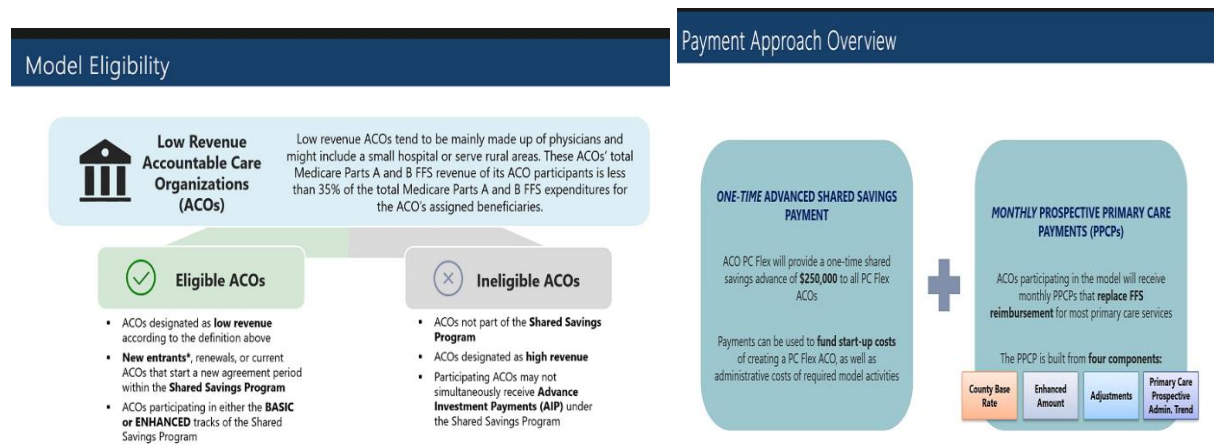 Model Eligibility
Low Revenue
Accountable Care
Organizations
(ACOs)
Low revenue ACOs tend to be mainly made up of physicians and
might include a small hospital or serve rural areas. These ACOs' total
Medicare Parts A and B FFS revenue of its ACO participants is less
than 35% of the total Medicare Parts A and B FFS expenditures for
the ACO's assigned beneficiaries.
Eligible ACOs
▪ ACOs designated as low revenue
according to the definition above
▪ New entrants*, renewals, or current
ACOs that start a new agreement period
within the Shared Savings Program
▪ ACOs participating in either the BASIC
or ENHANCED tracks of the Shared
Savings Program
Ineligible ACOs
▪ ACOs not part of the Shared Savings
Program
▪ ACOs designated as high revenue
▪ Participating ACOs may not
simultaneously receive Advance
Investment Payments (AIP) under
the Shared Savings Program
Payment Approach Overview
ONE-TIME ADVANCED SHARED SAVINGS
PAYMENT
ACO PC Flex will provide a one-time shared
savings advance of $250,000 to all PC Flex
ACOs
Payments can be used to fund start-up costs
of creating a PC Flex ACO, as well as
administrative costs of required model activities
MONTHLY PROSPECTIVE PRIMARY CARE
PAYMENTS (PPCPs)
ACOs participating in the model will receive
monthly PPCPs that replace FFS
reimbursement for most primary care services
The PPCP is built from four components:
County Base
Rate
Enhanced
Amount
Adjustments
Primary Care
Prospective
Admin. Trend